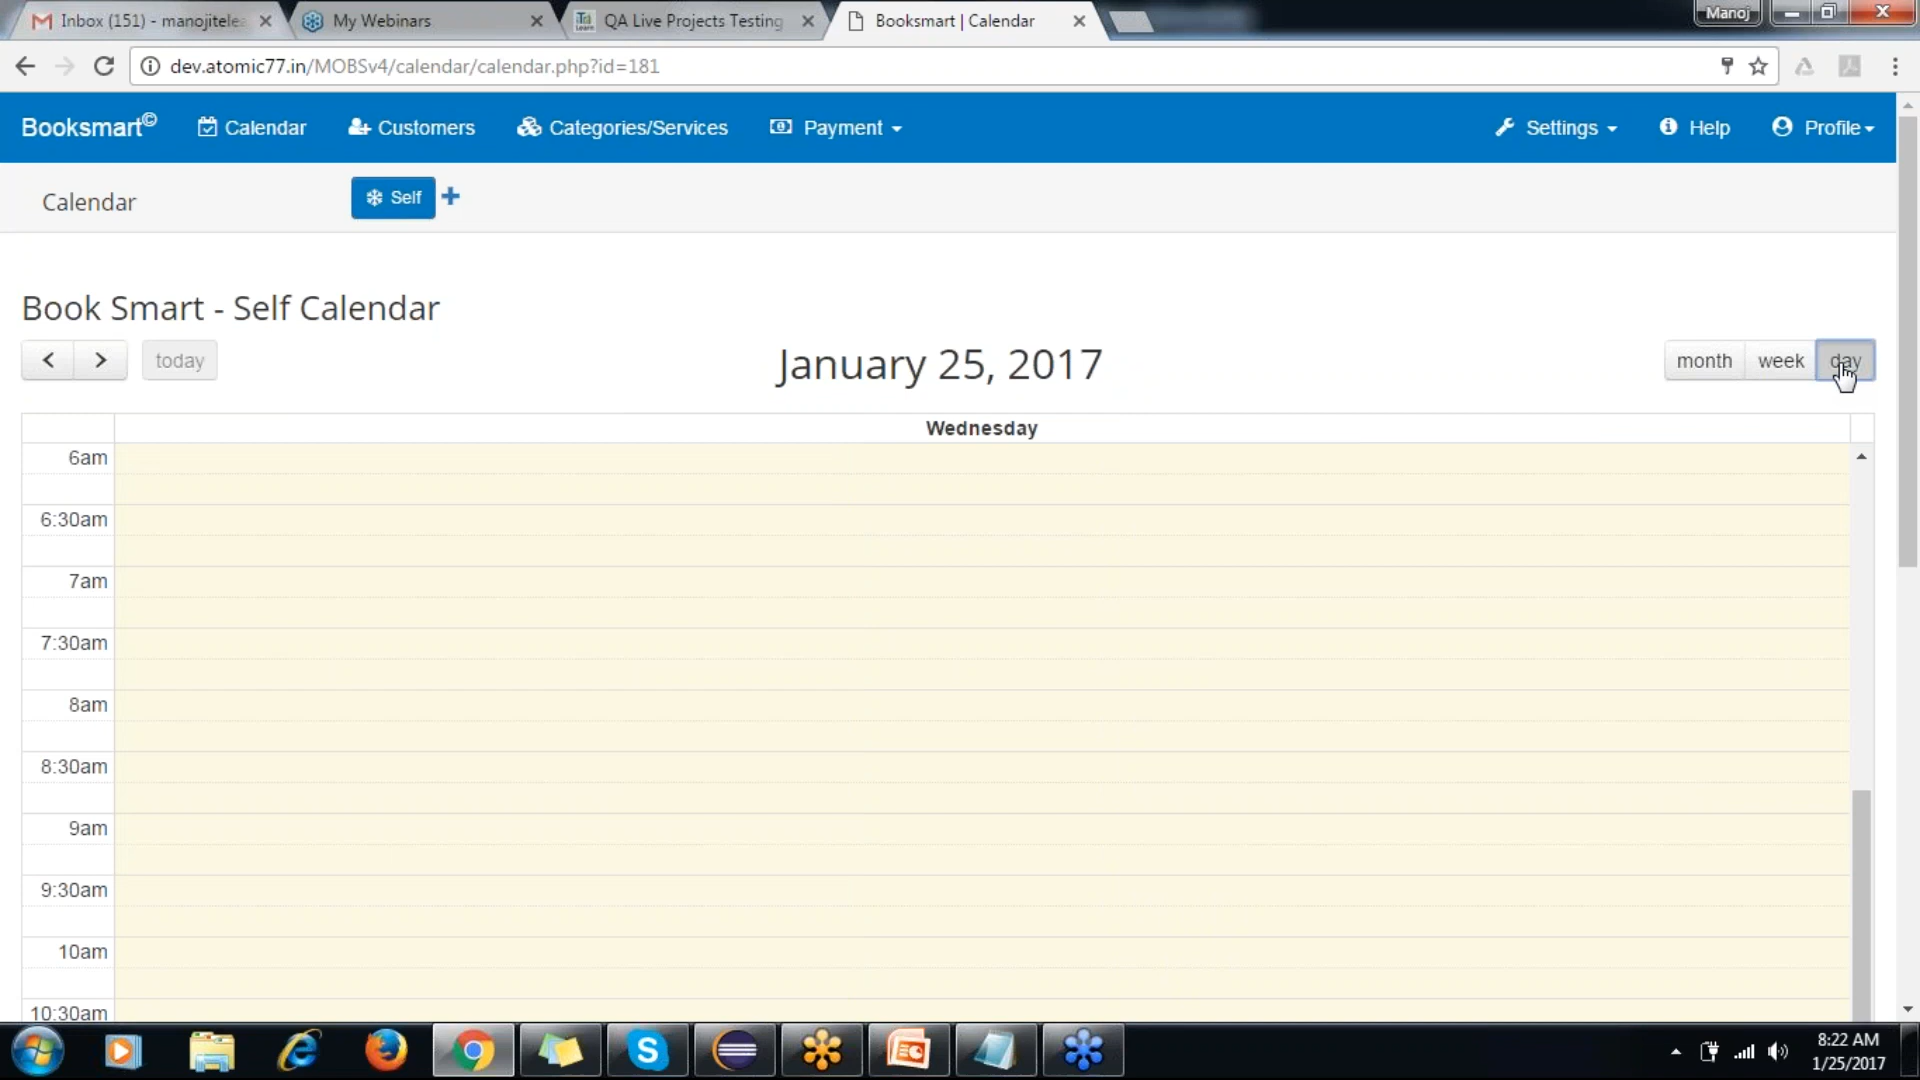 Inbox (151) - manojitelea
My Webinars
QA Live Projects Testing
Booksmart | Calendar
Manoj
dev.atomic77.in/MOBSv4/calendar/calendar.php?id=181
Booksmart©
Calendar
Customers
Categories/Services
Payment
Settings
Help
Profile
Calendar
Self
Book Smart - Self Calendar
today
January 25, 2017
month
week
day
Wednesday
6am
6:30am
7am
7:30am
8am
8:30am
9am
9:30am
10am
10:30am
8:22 AM
1/25/2017